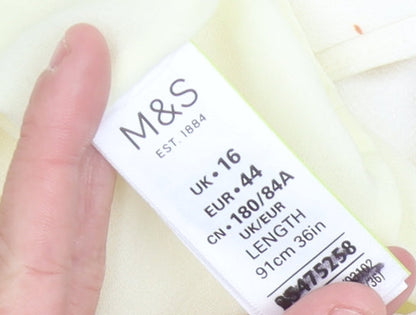 M&S
EST. 1884
UK • 16
EUR • 44
CN • 180/84A
UK/EUR
LENGTH
91cm 36in